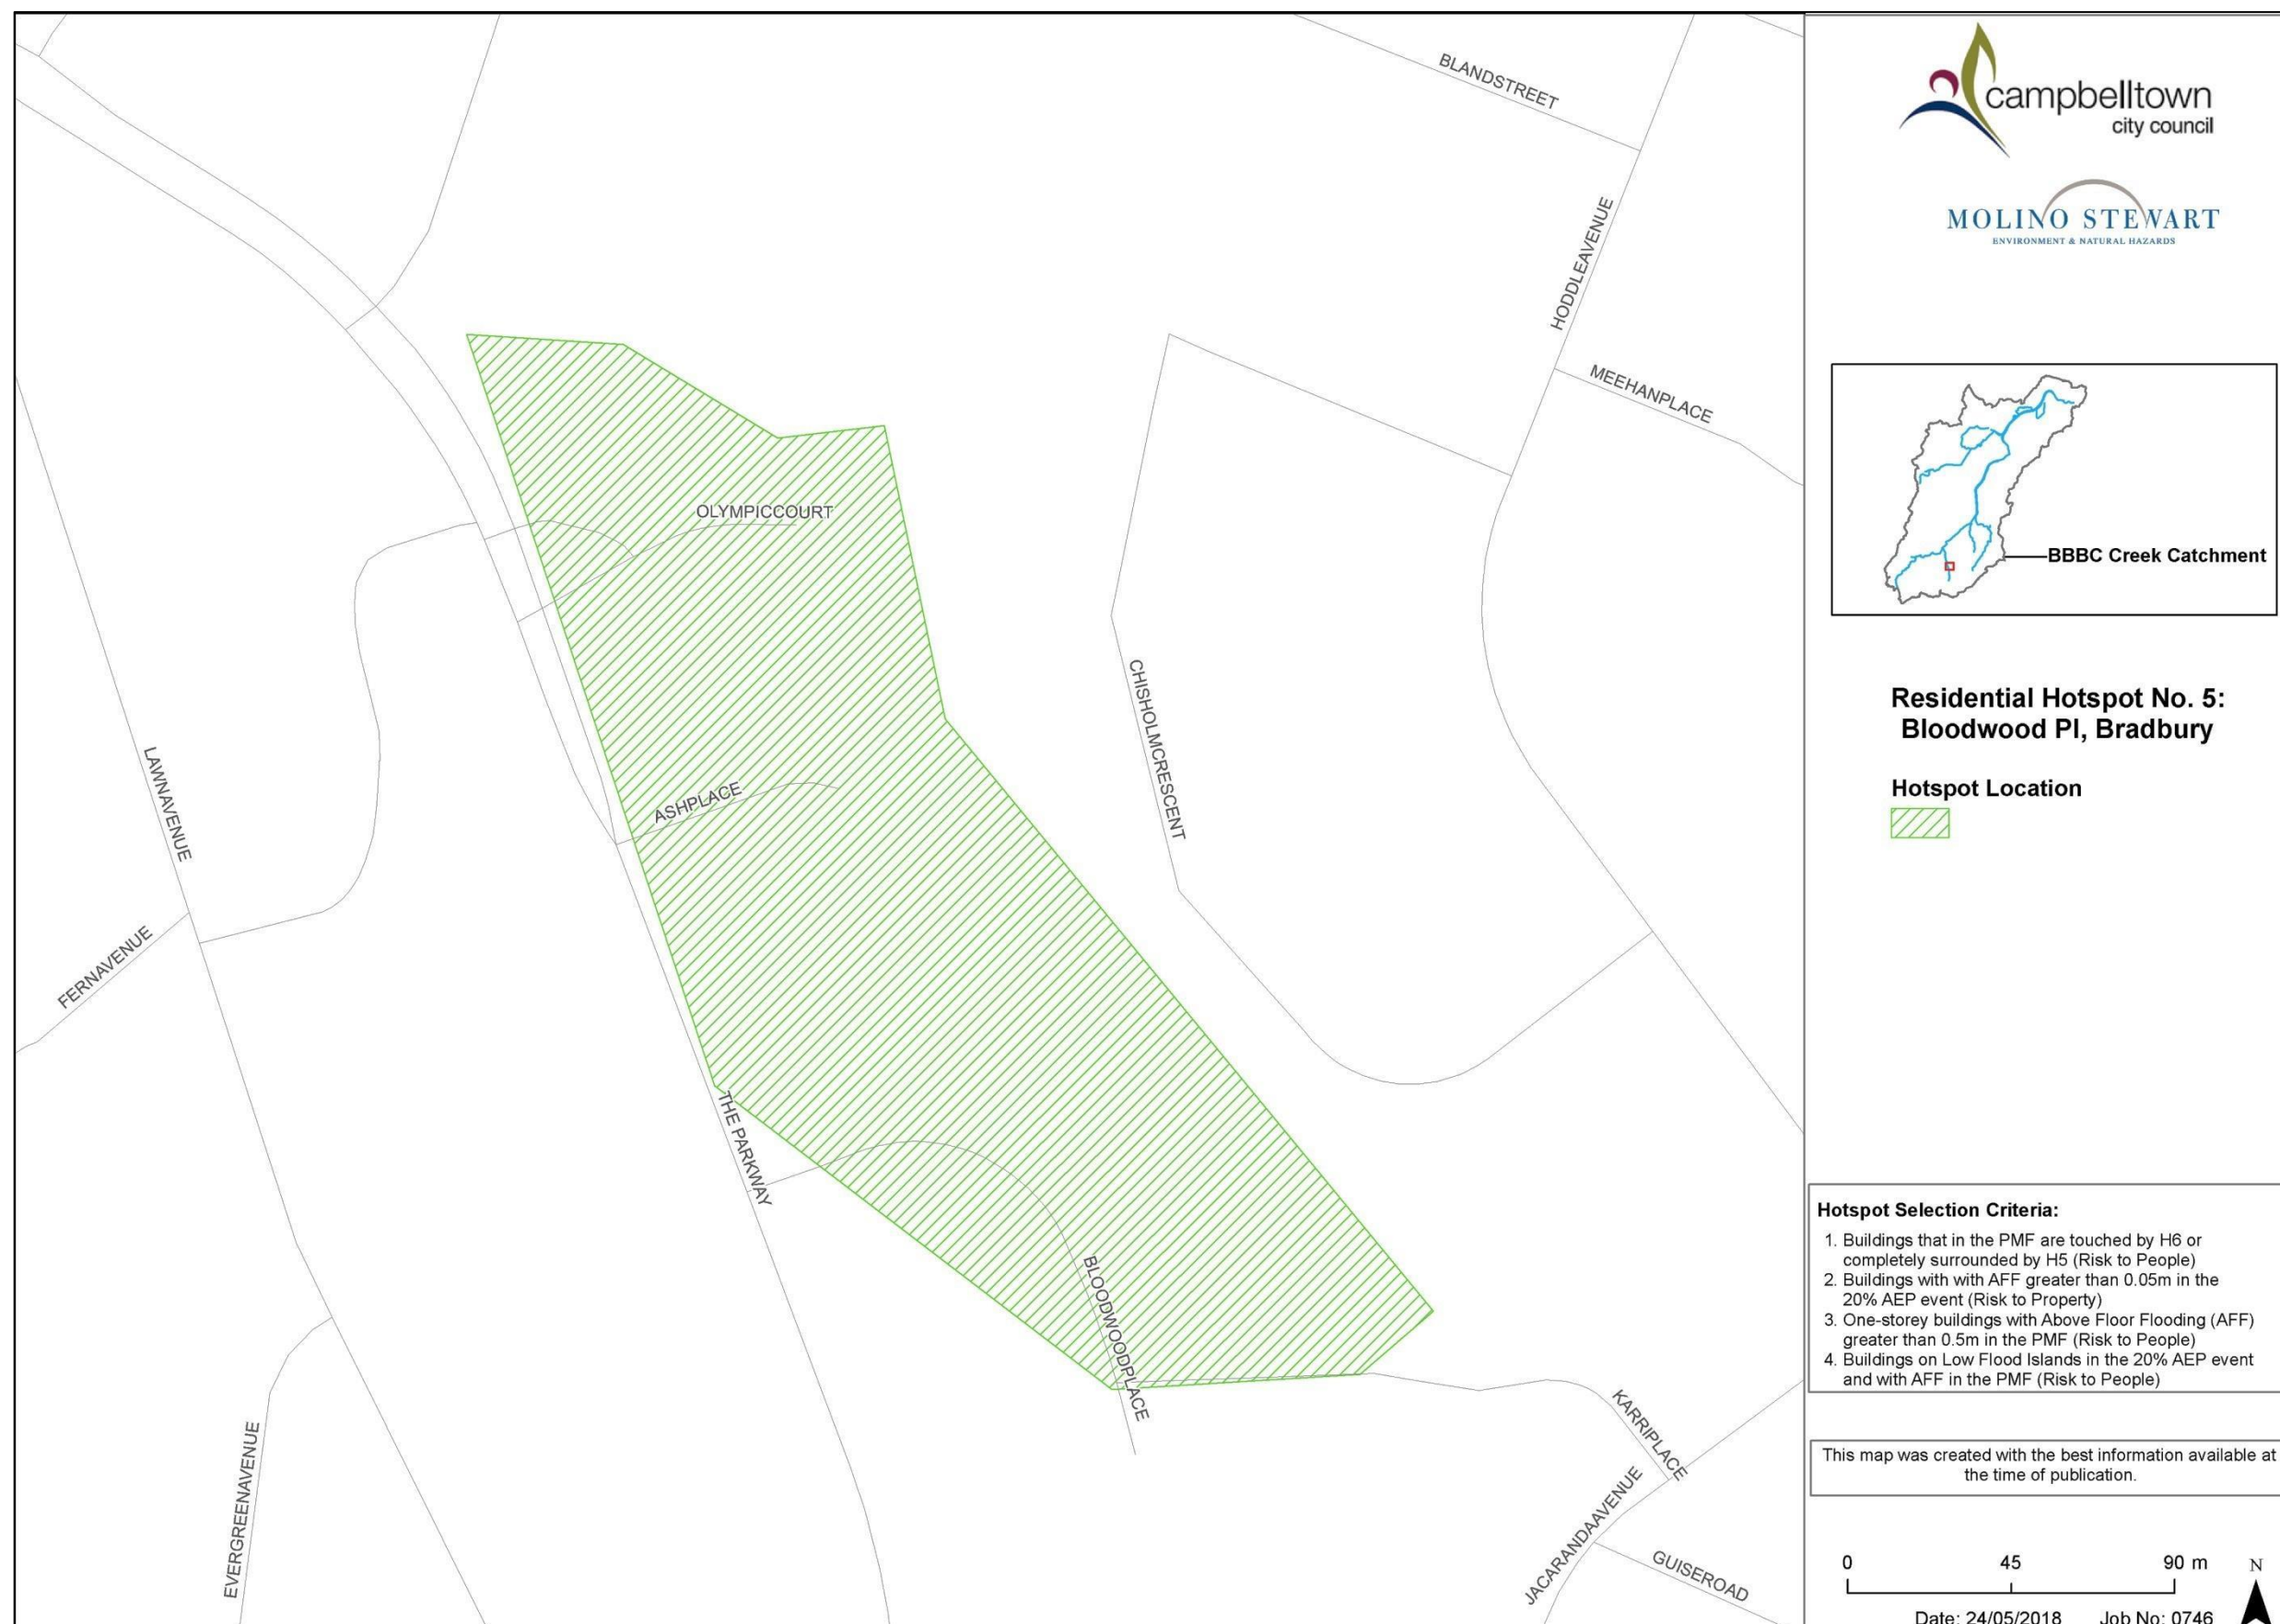 BLANDSTREET
HODDLEAVENUE
MEEHANPLACE
OLYMPICCOURT
CHISHOLMCRESCENT
LAWNAVENUE
ASHPLACE
FERNAVENUE
THE PARKWAY
BLOODWOODPLACE
KARRIPLACE
EVERGREENAVENUE
JACARANDAAVENUE
GUISEROAD
campbelltown
city council
MOLINO STEWART
ENVIRONMENT & NATURAL HAZARDS
BBBC Creek Catchment
Residential Hotspot No. 5:
Bloodwood Pl, Bradbury
Hotspot Location
Hotspot Selection Criteria:
1. Buildings that in the PMF are touched by H6 or
completely surrounded by H5 (Risk to People)
2. Buildings with with AFF greater than 0.05m in the
20% AEP event (Risk to Property)
3. One-storey buildings with Above Floor Flooding (AFF)
greater than 0.5m in the PMF (Risk to People)
4. Buildings on Low Flood Islands in the 20% AEP event
and with AFF in the PMF (Risk to People)
This map was created with the best information available at
the time of publication.
0 45 90 m N
Date: 24/05/2018 Job No: 0746